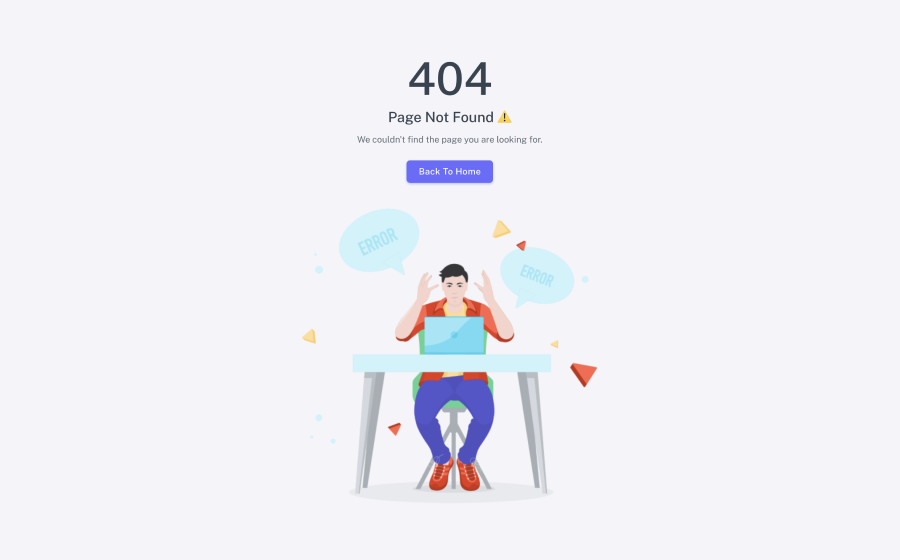 404
Page Not Found ⚠️
We couldn't find the page you are looking for.
Back To Home
ERROR
ERROR